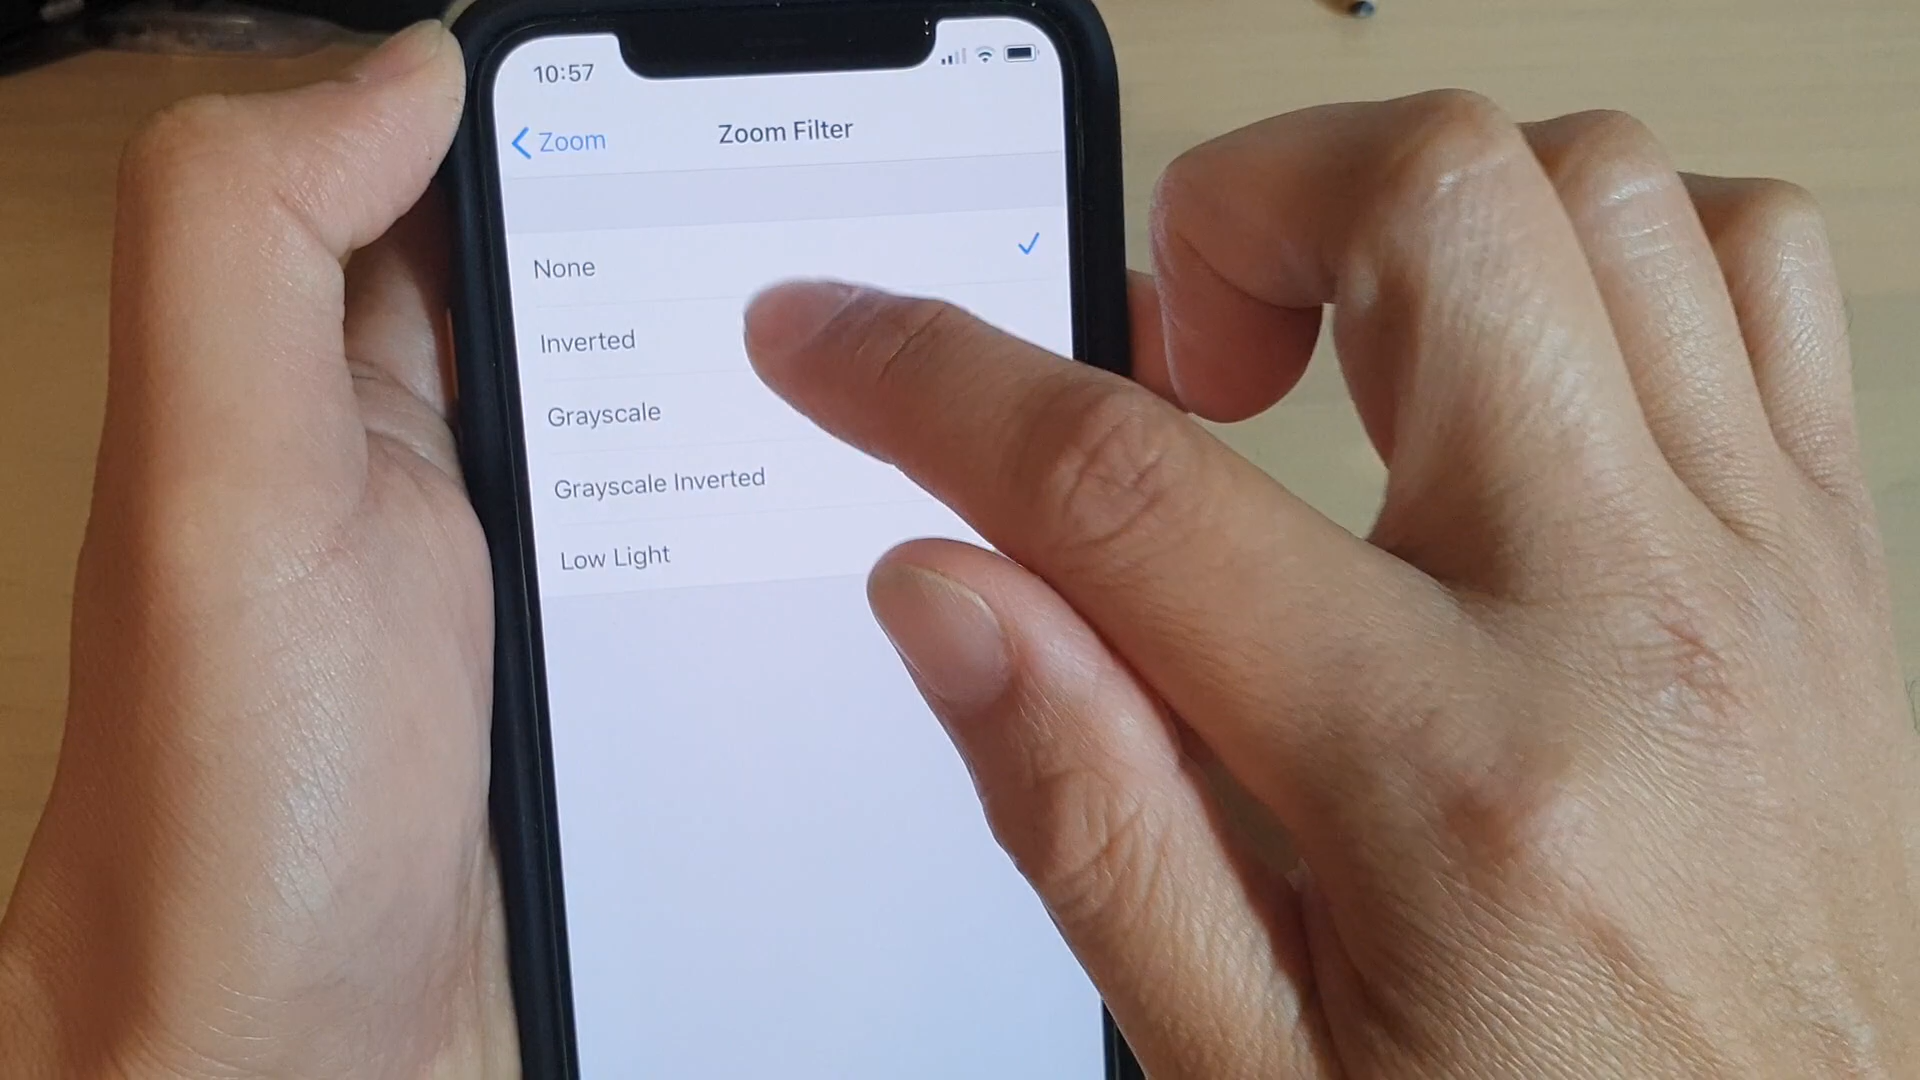 10:57
Zoom
Zoom Filter
None
Inverted
Grayscale
Grayscale Inverted
Low Light